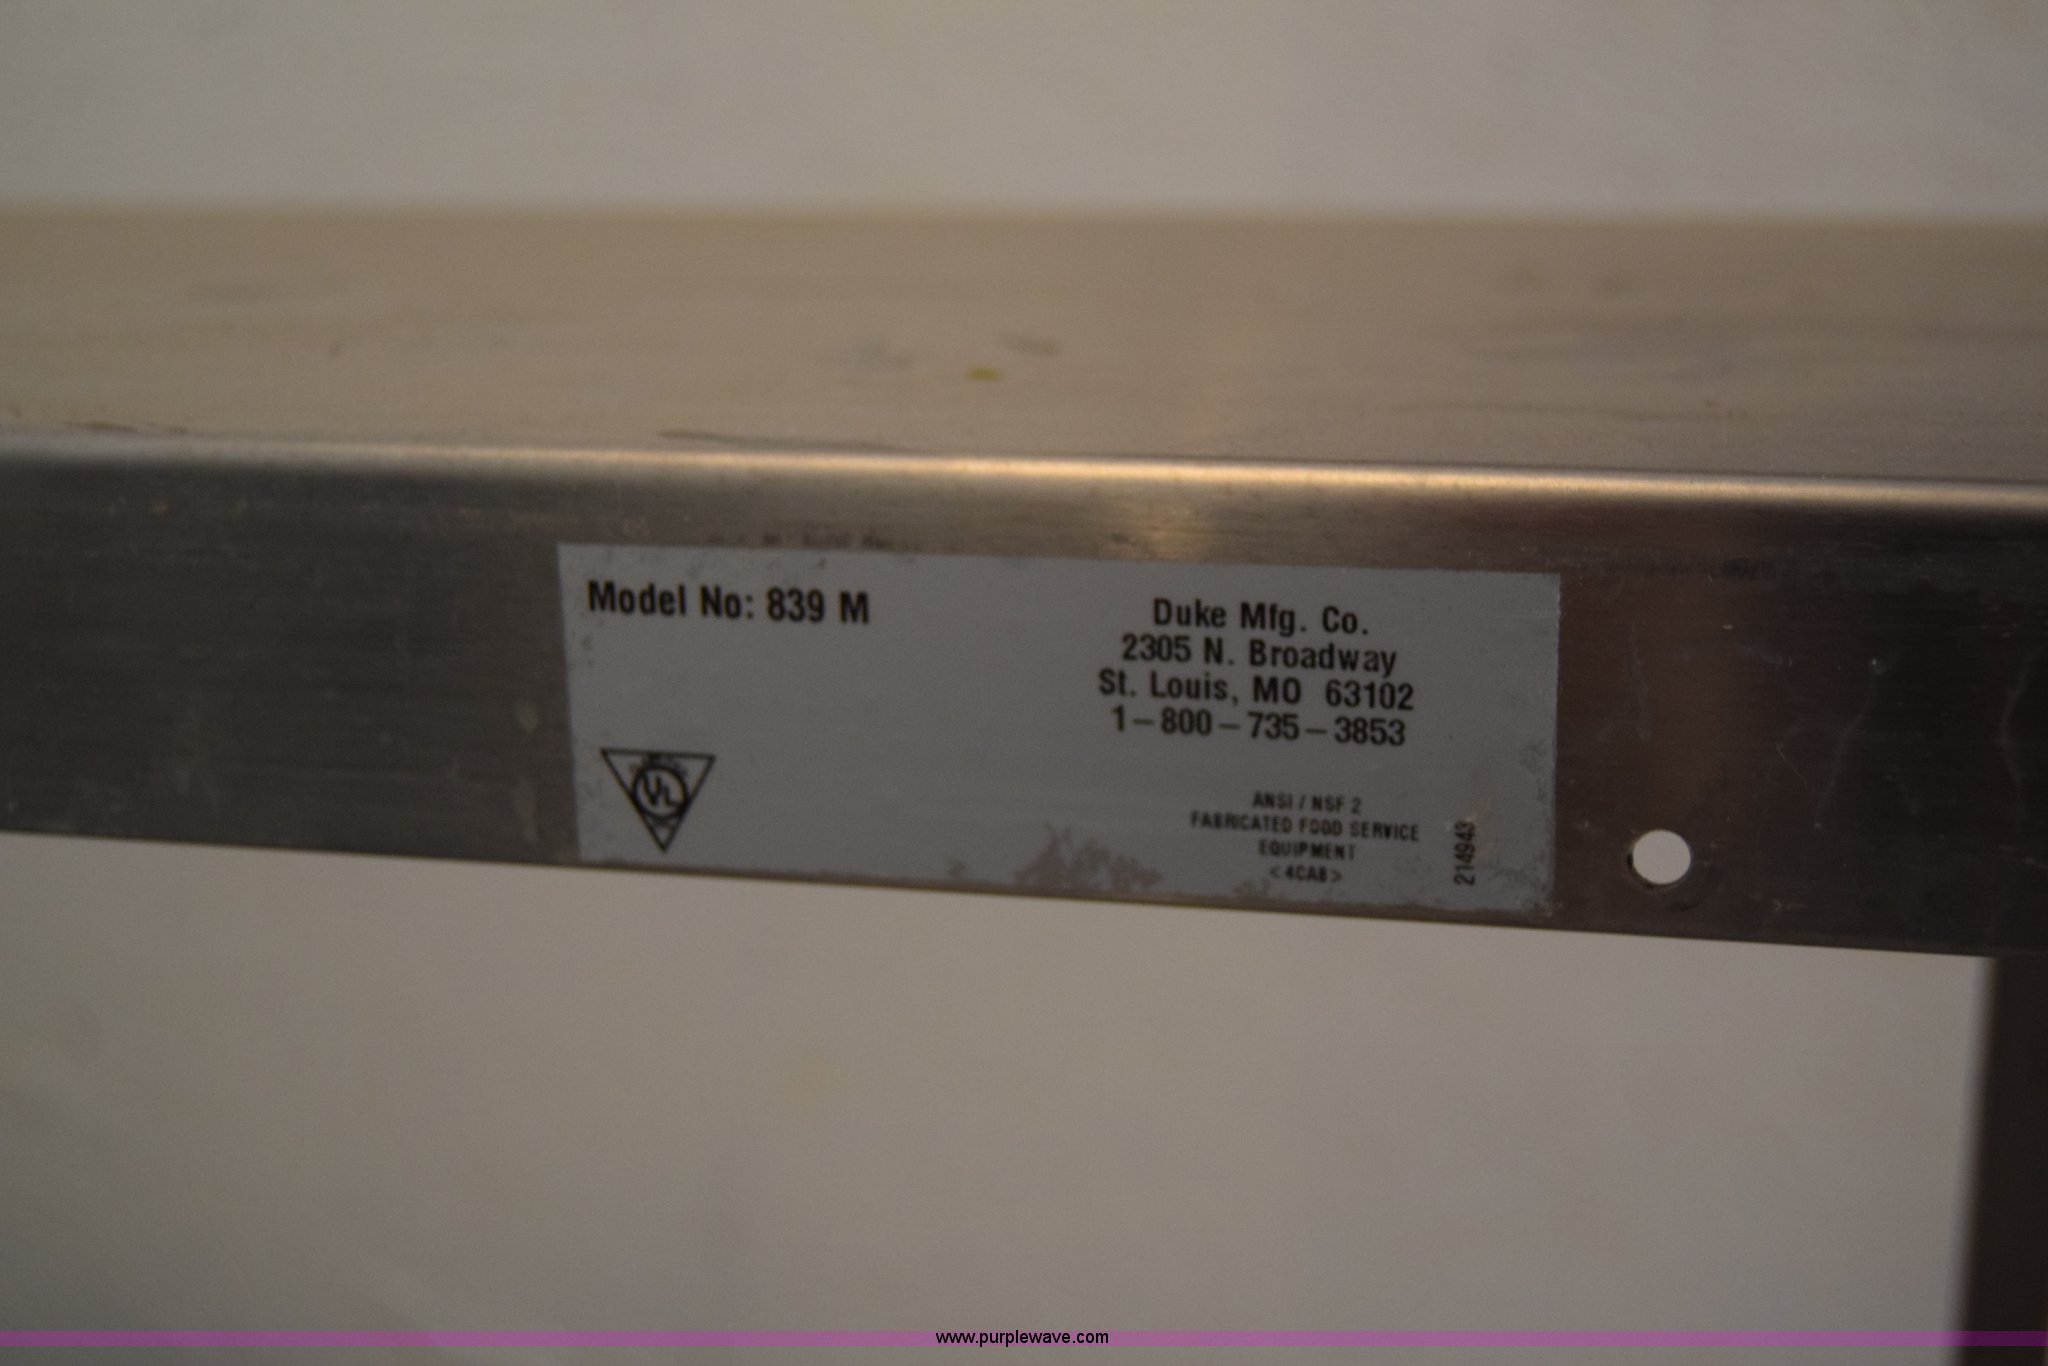 Model No: 839 M
Duke Mfg. Co.
2305 N. Broadway
St. Louis, MO 63102
1-800-735-3853
UL
ANSI / NSF 2
FABRICATED FOOD SERVICE
EQUIPMENT
<4CA8>
214943
www.purplewave.com